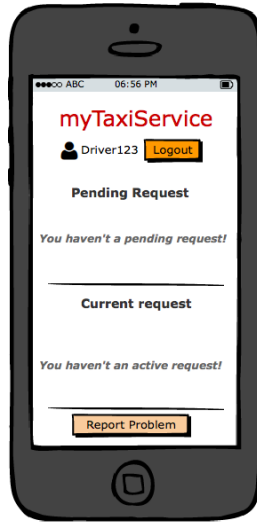 ABC 06:56 PM
myTaxiService
Driver123 Logout
Pending Request
You haven't a pending request!
Current request
You haven't an active request!
Report Problem